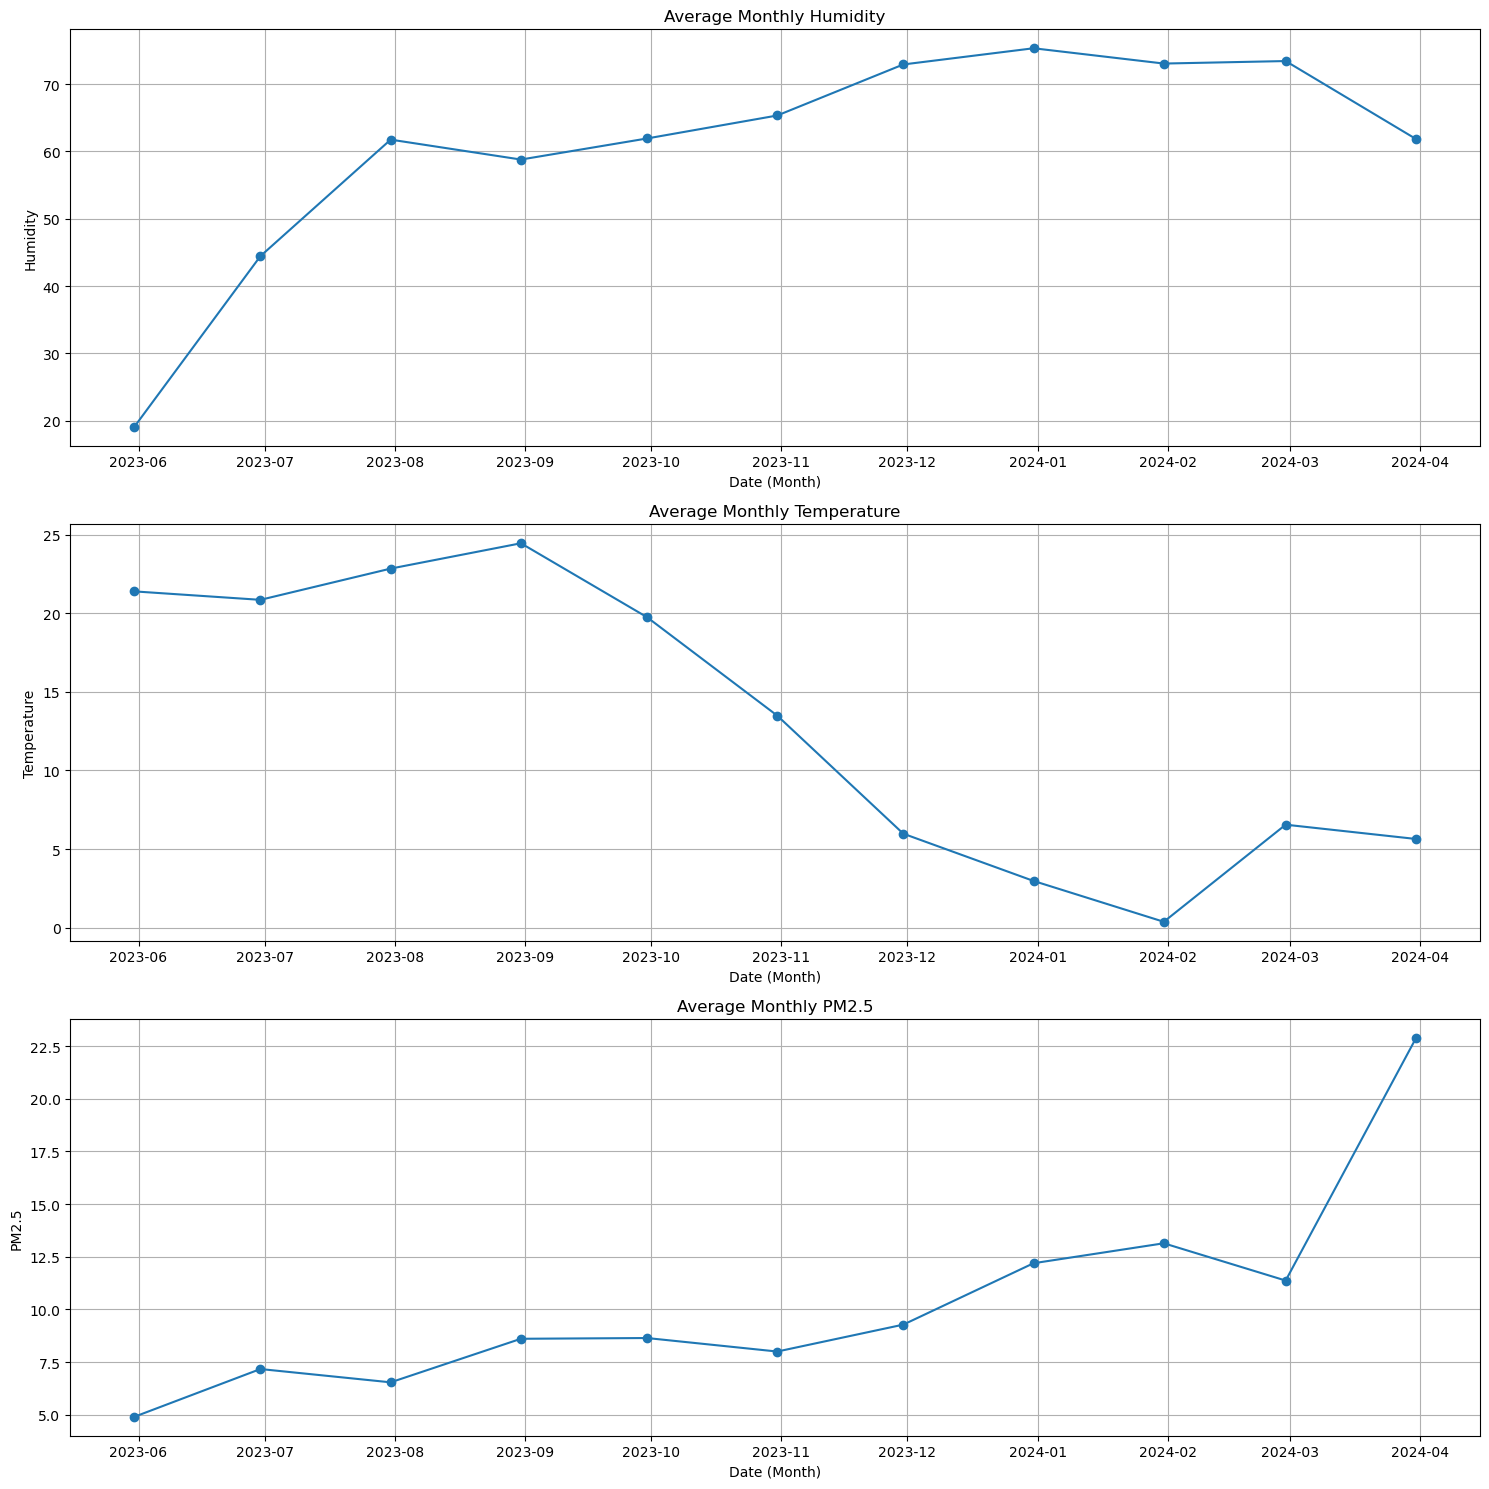 Average Monthly Humidity
70
60
50
40
30
20
Humidity
2023-06 2023-07 2023-08 2023-09 2023-10 2023-11 2023-12 2024-01 2024-02 2024-03 2024-04
Date (Month)
Average Monthly Temperature
25
20
15
10
5
0
Temperature
2023-06 2023-07 2023-08 2023-09 2023-10 2023-11 2023-12 2024-01 2024-02 2024-03 2024-04
Date (Month)
Average Monthly PM2.5
22.5
20.0
17.5
15.0
12.5
10.0
7.5
5.0
PM2.5
2023-06 2023-07 2023-08 2023-09 2023-10 2023-11 2023-12 2024-01 2024-02 2024-03 2024-04
Date (Month)